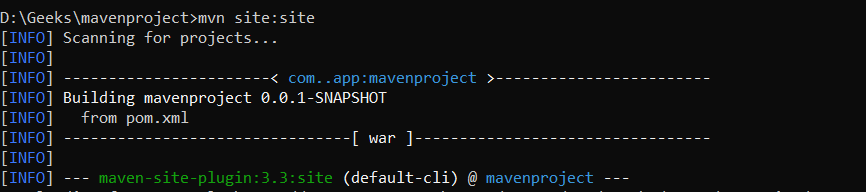 D:\Geeks\mavenproject>mvn site:site
[INFO] Scanning for projects...
[INFO]
[INFO] -----------------------< com..app:mavenproject >------------------------
[INFO] Building mavenproject 0.0.1-SNAPSHOT
[INFO]   from pom.xml
[INFO] --------------------------------[ war ]---------------------------------
[INFO]
[INFO] --- maven-site-plugin:3.3:site (default-cli) @ mavenproject ---